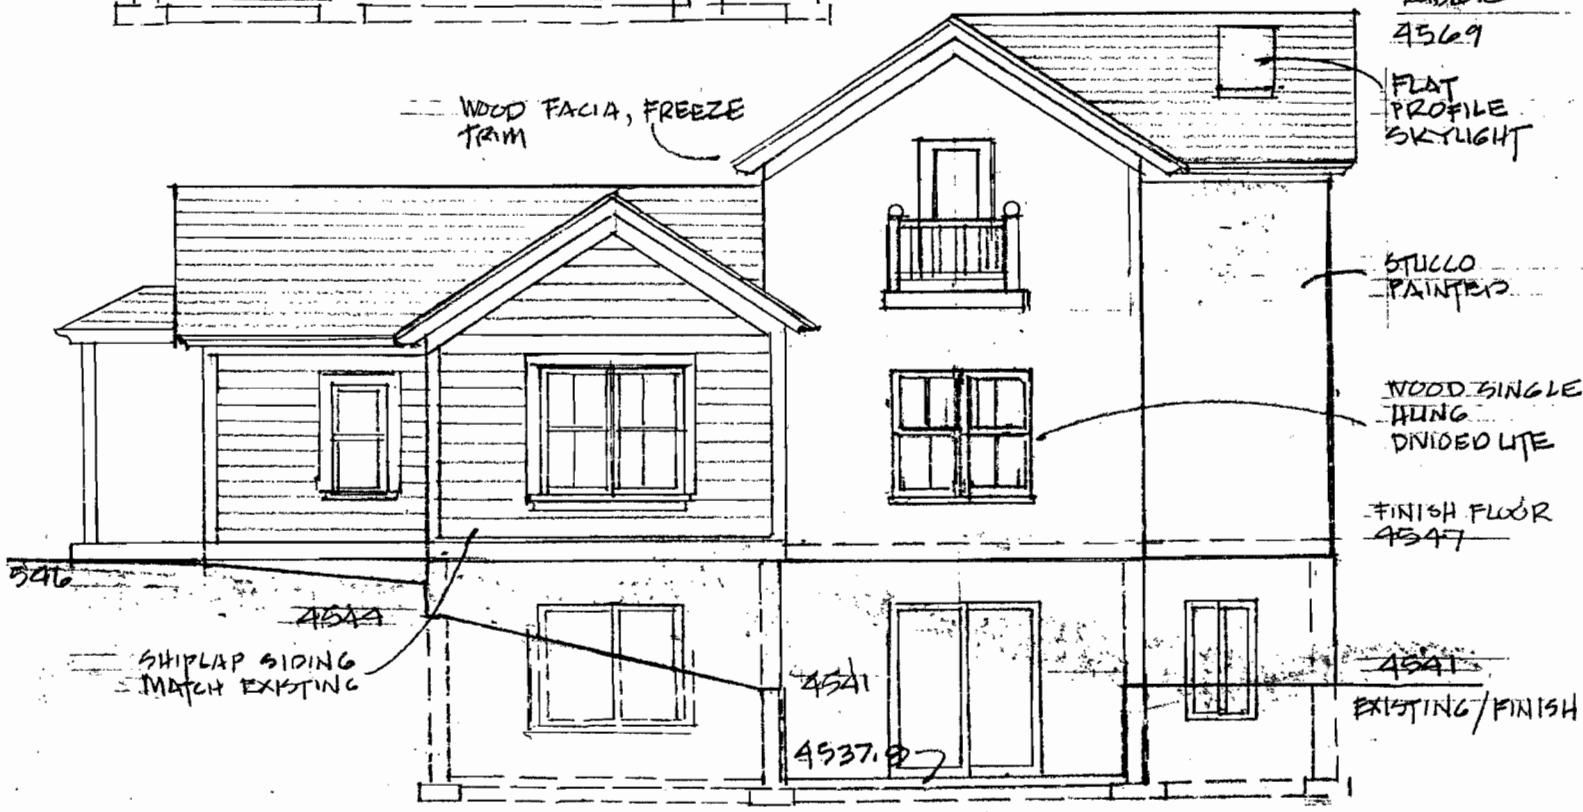 4569
FLAT
PROFILE
SKYLIGHT
WOOD FACIA, FREEZE
TRIM
STUCCO
PAINTED
WOOD SINGLE
HUNG
DIVIDED LITE
FINISH FLOOR
4547
546
4544
SHIPLAP SIDING
MATCH EXISTING
4541
4541
EXISTING/FINISH
4537.8